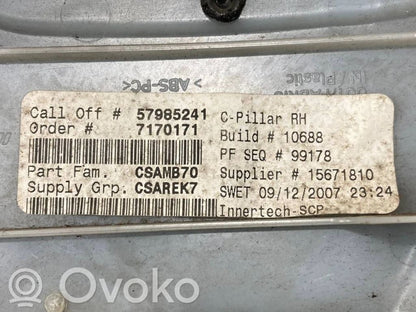 >ABS-PC<
Plastic
Call Off # 57985241
Order # 7170171
Part Fam. CSAMB70
Supply Grp. CSAREK7
C-Pillar RH
Build # 10688
PF SEQ # 99178
Supplier # 15671810
SWET 09/12/2007 23:24
Innertech-SCP
Ovoko